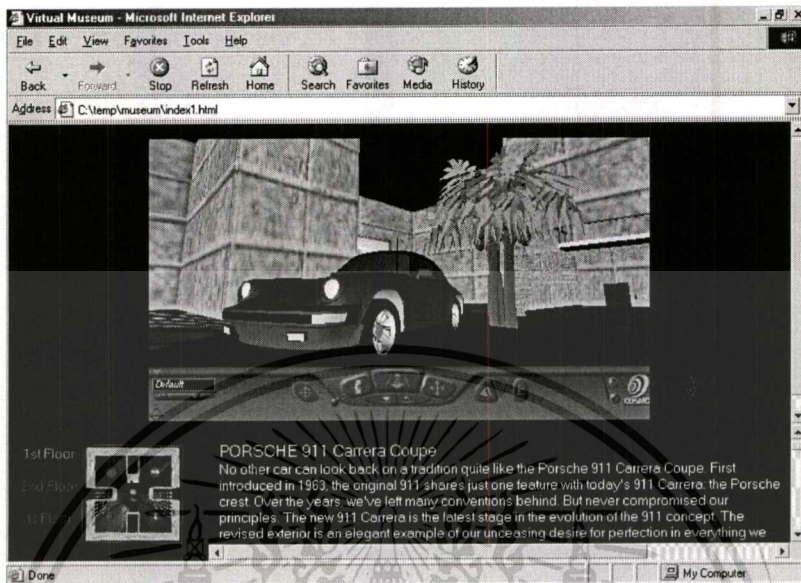 Virtual Museum - Microsoft Internet Explorer
File Edit View Favorites Tools Help
Back Forward Stop Refresh Home Search Favorites Media History
Address C:\temp\museum\index1.html
Default
COSMO
1st Floor
2nd Floor
PORSCHE 911 Carrera Coupe
No other car can look back on a tradition quite like the Porsche 911 Carrera Coupe. First
introduced in 1963, the original 911 shares just one feature with today's 911 Carrera: the Porsche
crest. Over the years, we've left many conventions behind. But never compromised our
principles. The new 911 Carrera is the latest stage in the evolution of the 911 concept. The
revised exterior is an elegant example of our unceasing desire for perfection in everything we
Done
My Computer